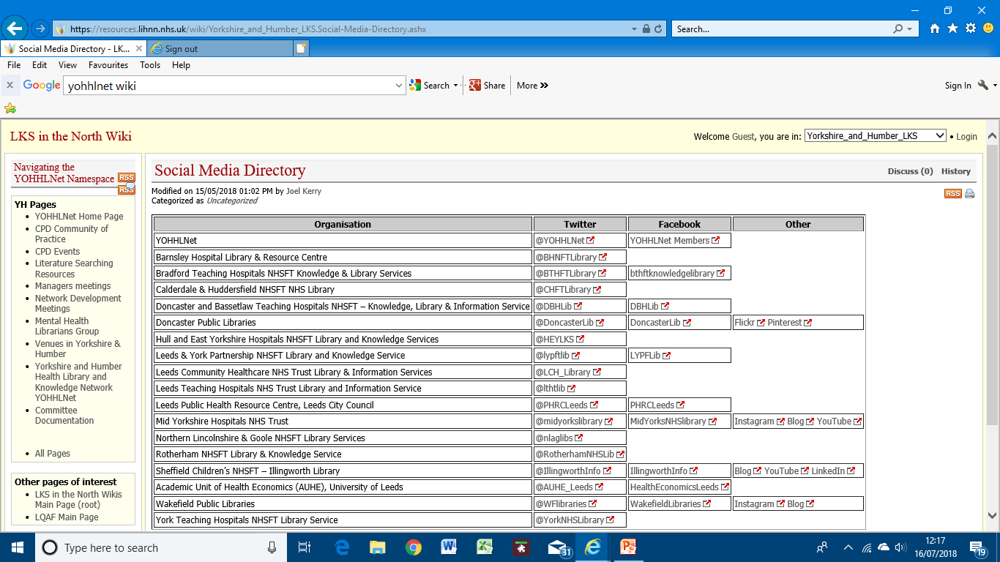 https://resources.lihnn.nhs.uk/wiki/Yorkshire_and_Humber_LKS.Social-Media-Directory.ashx
Search...
Social Media Directory - LK...
Sign out
File Edit View Favourites Tools Help
x Google yohhlnet wiki Search Share More »
Sign In
LKS in the North Wiki
Welcome Guest, you are in: Yorkshire_and_Humber_LKS • Login
Navigating the
YOHHLNet Namespace
RSS
RSS
YH Pages
• YOHHLNet Home Page
• CPD Community of
Practice
• CPD Events
• Literature Searching
Resources
• Managers meetings
• Network Development
Meetings
• Mental Health
Librarians Group
• Venues in Yorkshire &
Humber
• Yorkshire and Humber
Health Library and
Knowledge Network
YOHHLNet
• Committee
Documentation
• All Pages
Other pages of interest
• LKS in the North Wikis
Main Page (root)
• LQAF Main Page
Social Media Directory
Discuss (0) History
Modified on 15/05/2018 01:02 PM by Joel Kerry
Categorized as Uncategorized
RSS
Organisation Twitter Facebook Other
YOHHLNet @YOHHLNet YOHHLNet Members
Barnsley Hospital Library & Resource Centre @BHNFTLibrary
Bradford Teaching Hospitals NHSFT Knowledge & Library Services @BTHFTLibrary bthftknowledgelibrary
Calderdale & Huddersfield NHSFT NHS Library @CHFTLibrary
Doncaster and Bassetlaw Teaching Hospitals NHSFT – Knowledge, Library & Information Service @DBHLib DBHLib
Doncaster Public Libraries @DoncasterLib DoncasterLib Flickr Pinterest
Hull and East Yorkshire Hospitals NHSFT Library and Knowledge Services @HEYLKS
Leeds & York Partnership NHSFT Library and Knowledge Service @lypftlib LYPFLib
Leeds Community Healthcare NHS Trust Library & Information Services @LCH_Library
Leeds Teaching Hospitals NHS Trust Library and Information Service @lthtlib
Leeds Public Health Resource Centre, Leeds City Council @PHRCLeeds PHRCLeeds
Mid Yorkshire Hospitals NHS Trust @midyorkslibrary MidYorksNHSlibrary Instagram Blog YouTube
Northern Lincolnshire & Goole NHSFT Library Services @nlaglibs
Rotherham NHSFT Library & Knowledge Service @RotherhamNHSLib
Sheffield Children's NHSFT – Illingworth Library @IllingworthInfo IllingworthInfo Blog YouTube LinkedIn
Academic Unit of Health Economics (AUHE), University of Leeds @AUHE_Leeds HealthEconomicsLeeds
Wakefield Public Libraries @WFlibraries WakefieldLibraries Instagram Blog
York Teaching Hospitals NHSFT Library Service @YorkNHSLibrary
Type here to search
31
12:17
16/07/2018
19